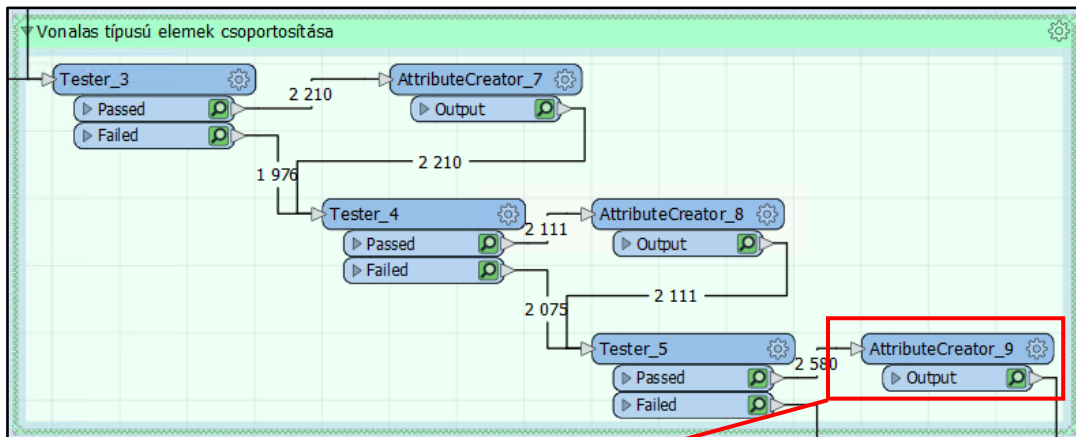 Vonalas típusú elemek csoportosítása
Tester_3
AttributeCreator_7
Passed
2 210
Output
Failed
1 976
2 210
Tester_4
AttributeCreator_8
Passed
2 111
Output
Failed
2 075
2 111
Tester_5
AttributeCreator_9
Passed
2 580
Output
Failed